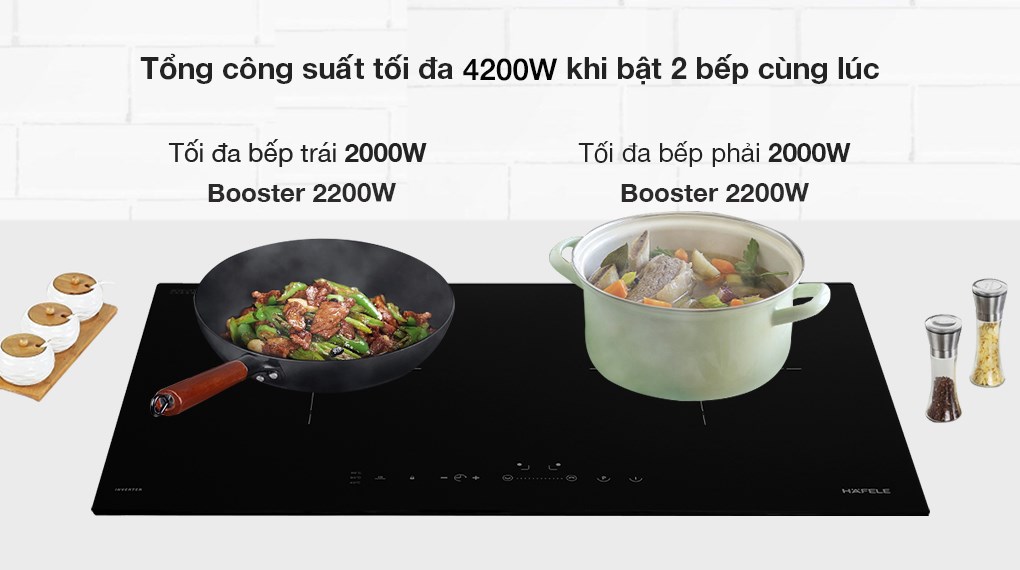 Tổng công suất tối đa 4200W khi bật 2 bếp cùng lúc
Tối đa bếp trái 2000W
Booster 2200W
Tối đa bếp phải 2000W
Booster 2200W
INVERTER
HÄFELE